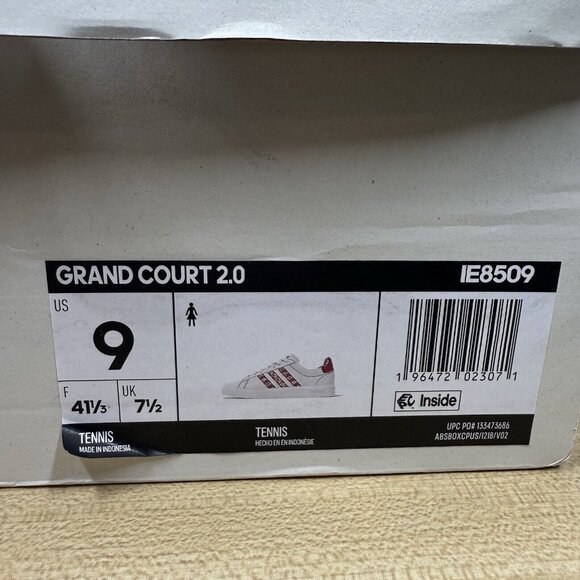 GRAND COURT 2.0 IE8509
US
9
F UK
41⅓ 7½
TENNIS
MADE IN INDONESIA
TENNIS
HECHO EN EN INDONÉSIE
1 96472 02307 1
Inside
UPC PO# 133473686
ABSBOXCPUS/1218/V02